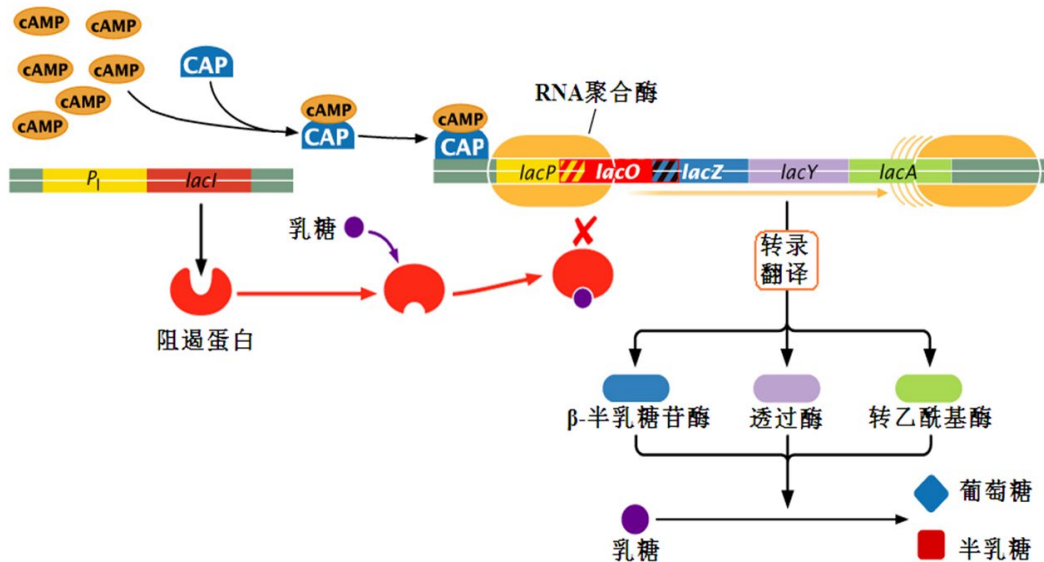 cAMP
cAMP
cAMP
cAMP
CAP
cAMP
cAMP
cAMP
CAP
cAMP
CAP
RNA聚合酶
P_I
lacI
lacP
lacO
lacZ
lacY
lacA
乳糖
阻遏蛋白
转录
翻译
β-半乳糖苷酶
透过酶
转乙酰基酶
乳糖
葡萄糖
半乳糖